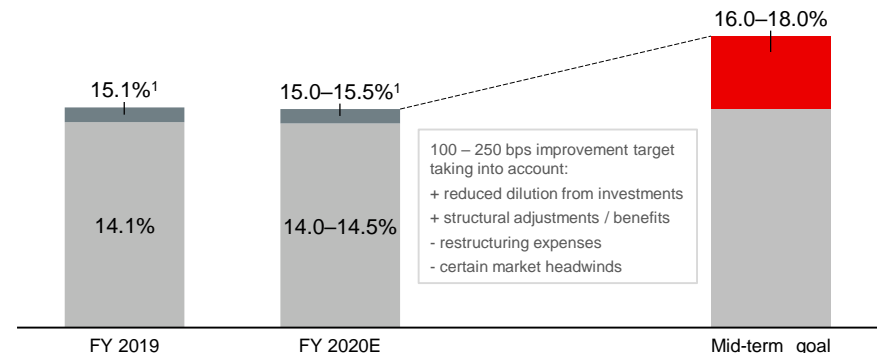 16.0–18.0%
15.1%¹
15.0–15.5%¹
100 – 250 bps improvement target
taking into account:
+ reduced dilution from investments
+ structural adjustments / benefits
- restructuring expenses
- certain market headwinds
14.1%
14.0–14.5%
FY 2019
FY 2020E
Mid-term goal